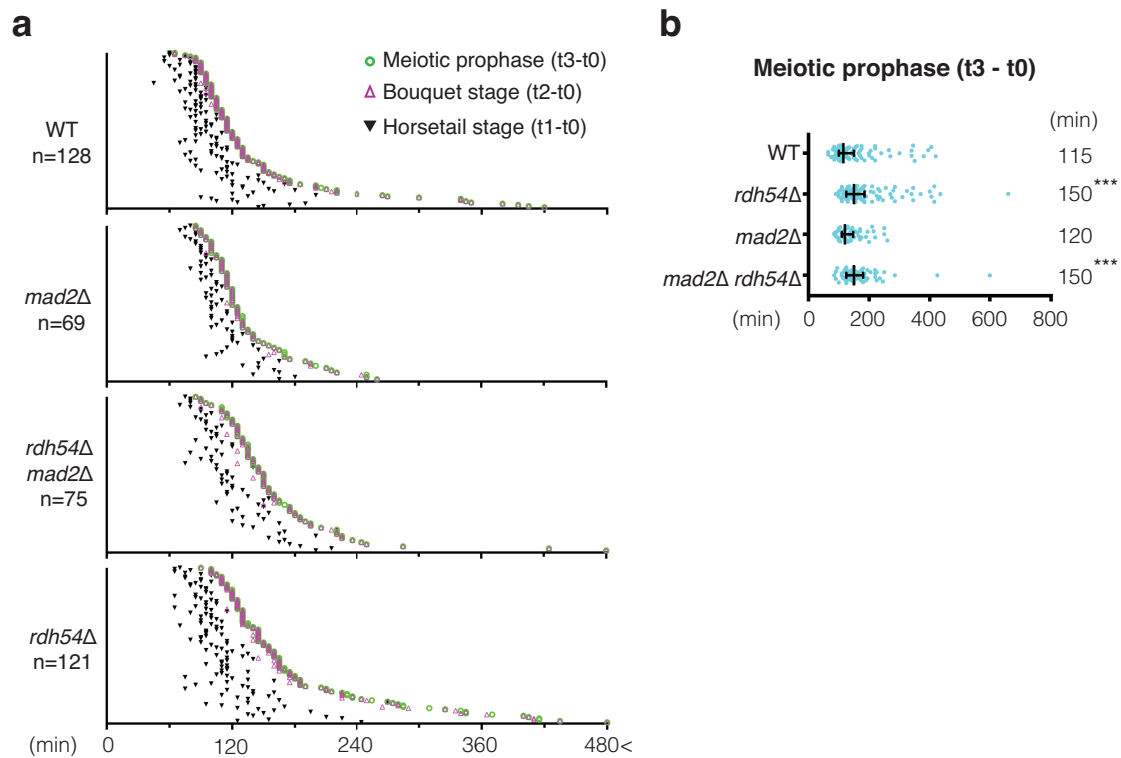 a
Meiotic prophase (t3-t0)
Bouquet stage (t2-t0)
Horsetail stage (t1-t0)
WT
n=128
mad2Δ
n=69
rdh54Δ
mad2Δ
n=75
rdh54Δ
n=121
(min) 0 120 240 360 480<
b
Meiotic prophase (t3 - t0)
(min)
WT 115
rdh54Δ 150***
mad2Δ 120
mad2Δ rdh54Δ 150***
(min) 0 200 400 600 800